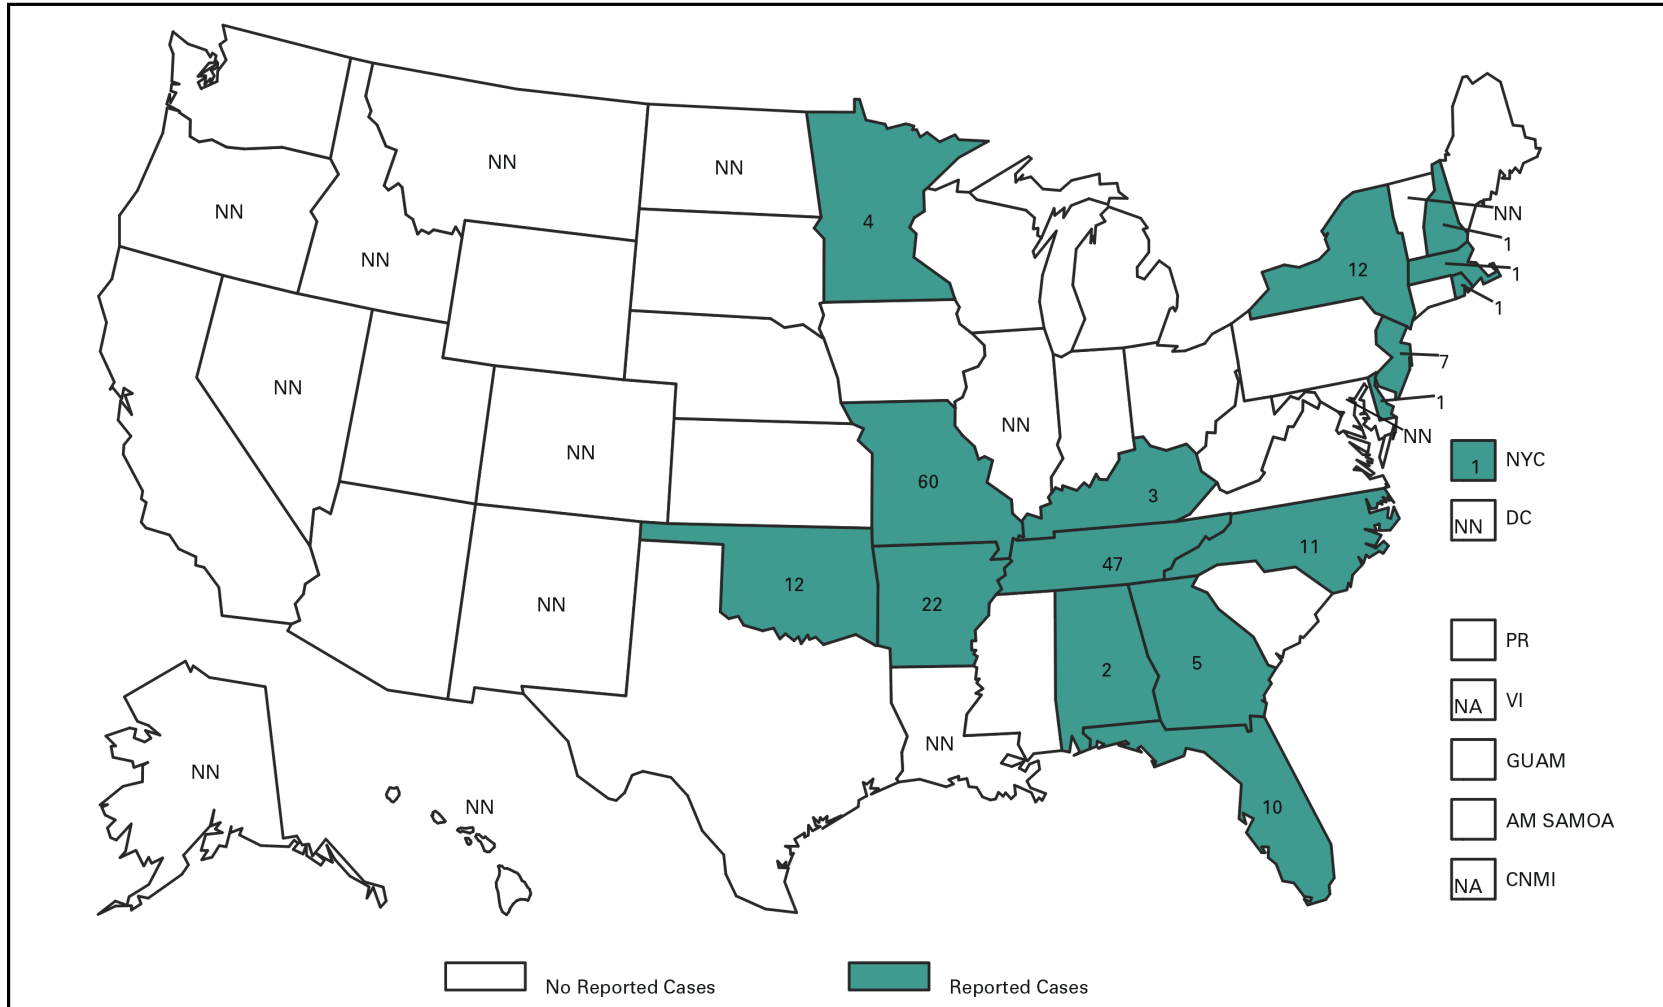 NN
NN
4
NN
NN
NN
1
12
1
1
NN
7
1
NN
NN
NN
60
3
1 NYC
NN DC
47
11
12
22
NN
2
5
PR
NA VI
NN
GUAM
NN
NN
10
AM SAMOA
NA CNMI
No Reported Cases
Reported Cases